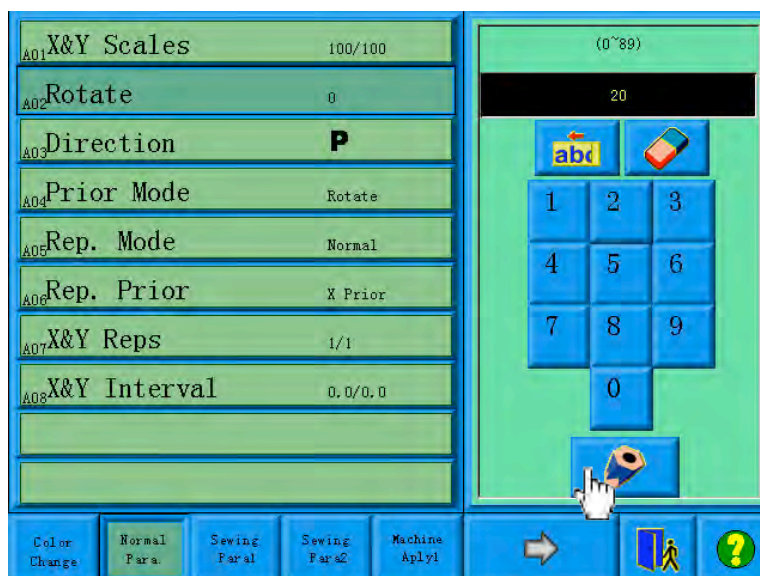 A01X&Y Scales 100/100
A02Rotate 0
A03Direction P
A04Prior Mode Rotate
A05Rep. Mode Normal
A06Rep. Prior X Prior
A07X&Y Reps 1/1
A08X&Y Interval 0.0/0.0
(0~89)
20
abc
1 2 3
4 5 6
7 8 9
0
Color Change
Normal Para.
Sewing Para1
Sewing Para2
Machine Aply1
?